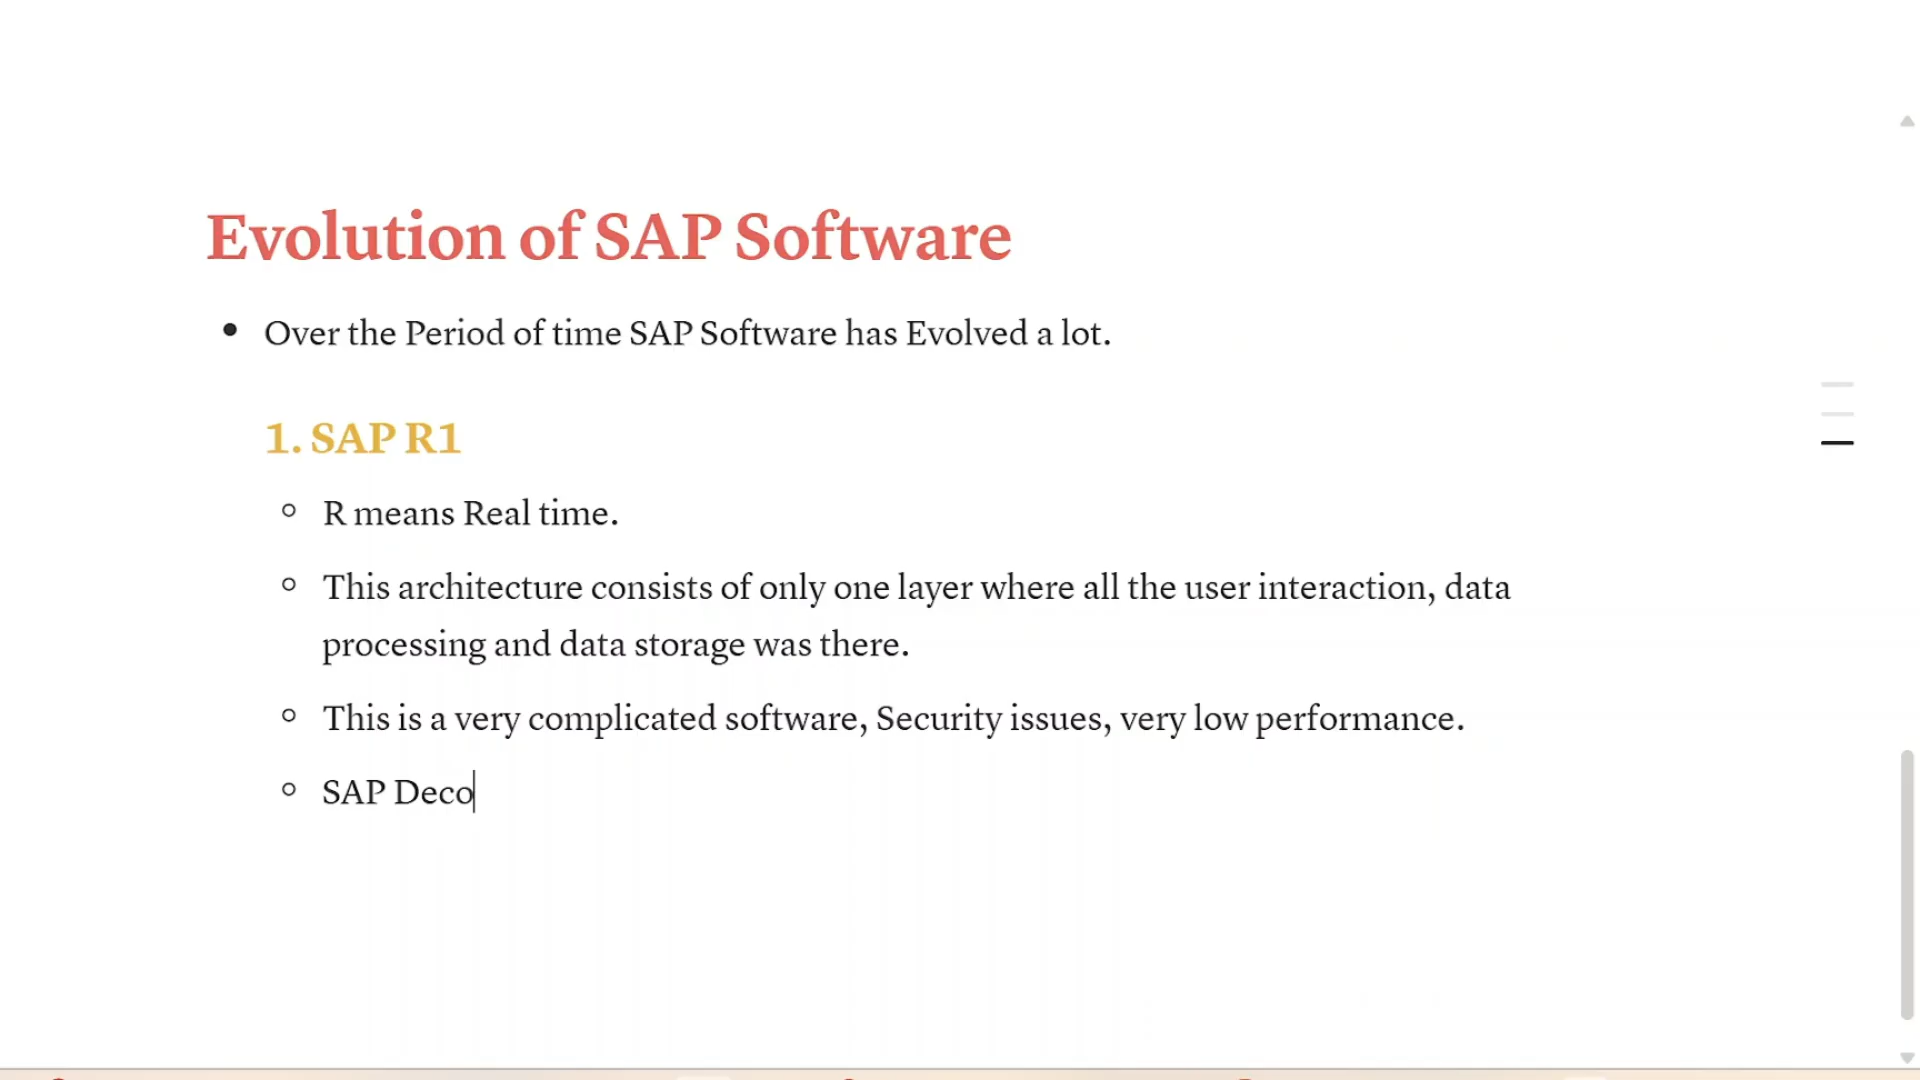 Evolution of SAP Software
• Over the Period of time SAP Software has Evolved a lot.
1. SAP R1
◦ R means Real time.
◦ This architecture consists of only one layer where all the user interaction, data
processing and data storage was there.
◦ This is a very complicated software, Security issues, very low performance.
◦ SAP Deco